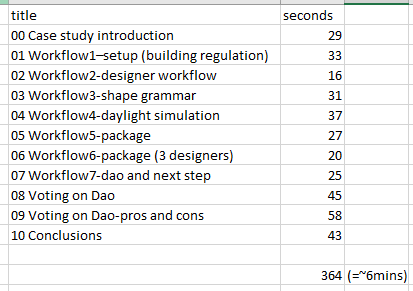 title seconds
00 Case study introduction 29
01 Workflow1–setup (building regulation) 33
02 Workflow2-designer workflow 16
03 Workflow3-shape grammar 31
04 Workflow4-daylight simulation 37
05 Workflow5-package 27
06 Workflow6-package (3 designers) 20
07 Workflow7-dao and next step 25
08 Voting on Dao 45
09 Voting on Dao-pros and cons 58
10 Conclusions 43
364 (=~6mins)